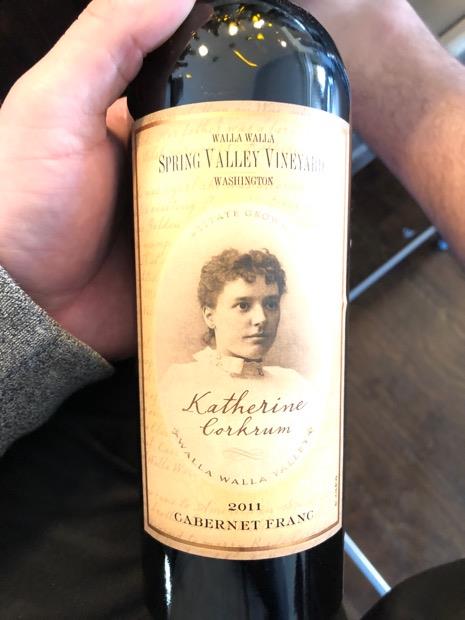 WALLA WALLA
SPRING VALLEY VINEYARD
WASHINGTON
ESTATE GROWN
Katherine
Corkrum
WALLA WALLA VALLEY
2011
CABERNET FRANC